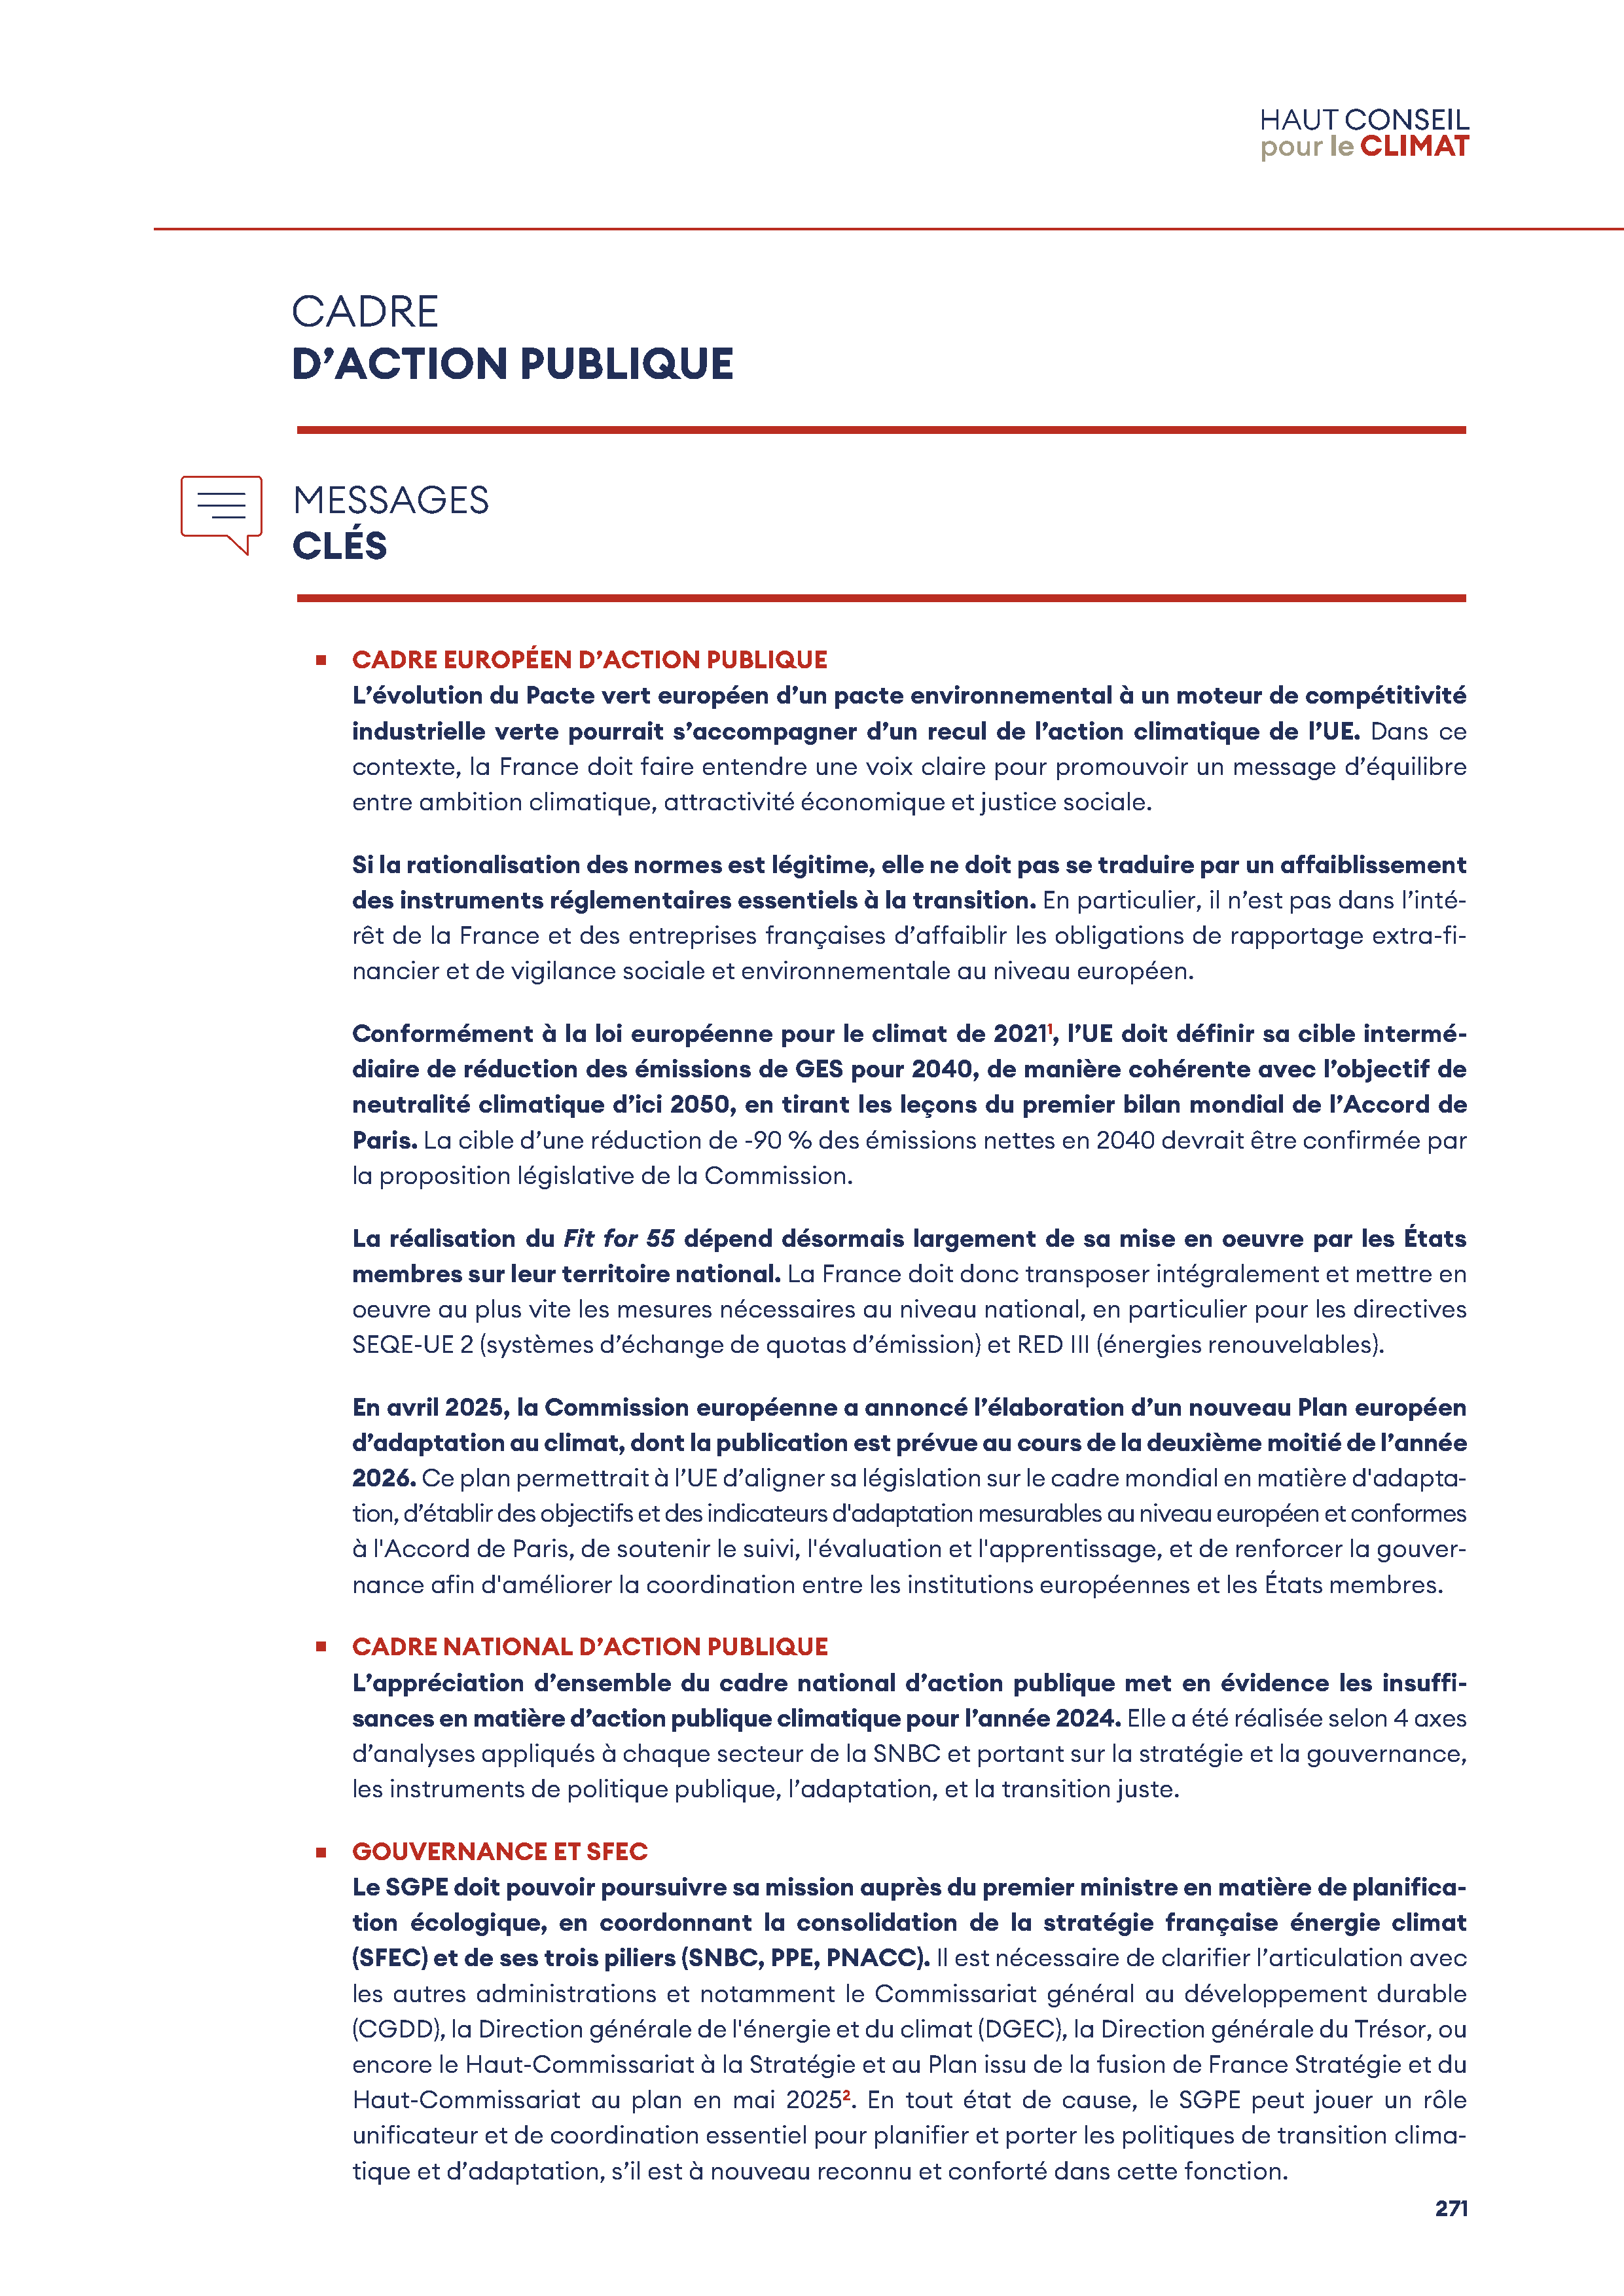 HAUT CONSEIL
pour le CLIMAT
CADRE
D’ACTION PUBLIQUE
MESSAGES
CLÉS
▪ CADRE EUROPÉEN D’ACTION PUBLIQUE
L’évolution du Pacte vert européen d’un pacte environnemental à un moteur de compétitivité
industrielle verte pourrait s’accompagner d’un recul de l’action climatique de l’UE. Dans ce
contexte, la France doit faire entendre une voix claire pour promouvoir un message d’équilibre
entre ambition climatique, attractivité économique et justice sociale.
Si la rationalisation des normes est légitime, elle ne doit pas se traduire par un affaiblissement
des instruments réglementaires essentiels à la transition. En particulier, il n’est pas dans l’inté-
rêt de la France et des entreprises françaises d’affaiblir les obligations de rapportage extra-fi-
nancier et de vigilance sociale et environnementale au niveau européen.
Conformément à la loi européenne pour le climat de 2021¹, l’UE doit définir sa cible intermé-
diaire de réduction des émissions de GES pour 2040, de manière cohérente avec l’objectif de
neutralité climatique d’ici 2050, en tirant les leçons du premier bilan mondial de l’Accord de
Paris. La cible d’une réduction de -90 % des émissions nettes en 2040 devrait être confirmée par
la proposition législative de la Commission.
La réalisation du Fit for 55 dépend désormais largement de sa mise en oeuvre par les États
membres sur leur territoire national. La France doit donc transposer intégralement et mettre en
oeuvre au plus vite les mesures nécessaires au niveau national, en particulier pour les directives
SEQE-UE 2 (systèmes d’échange de quotas d’émission) et RED III (énergies renouvelables).
En avril 2025, la Commission européenne a annoncé l’élaboration d’un nouveau Plan européen
d’adaptation au climat, dont la publication est prévue au cours de la deuxième moitié de l’année
2026. Ce plan permettrait à l’UE d’aligner sa législation sur le cadre mondial en matière d'adapta-
tion, d’établir des objectifs et des indicateurs d'adaptation mesurables au niveau européen et conformes
à l'Accord de Paris, de soutenir le suivi, l'évaluation et l'apprentissage, et de renforcer la gouver-
nance afin d'améliorer la coordination entre les institutions européennes et les États membres.
▪ CADRE NATIONAL D’ACTION PUBLIQUE
L’appréciation d’ensemble du cadre national d’action publique met en évidence les insuffi-
sances en matière d’action publique climatique pour l’année 2024. Elle a été réalisée selon 4 axes
d’analyses appliqués à chaque secteur de la SNBC et portant sur la stratégie et la gouvernance,
les instruments de politique publique, l’adaptation, et la transition juste.
▪ GOUVERNANCE ET SFEC
Le SGPE doit pouvoir poursuivre sa mission auprès du premier ministre en matière de planifica-
tion écologique, en coordonnant la consolidation de la stratégie française énergie climat
(SFEC) et de ses trois piliers (SNBC, PPE, PNACC). Il est nécessaire de clarifier l’articulation avec
les autres administrations et notamment le Commissariat général au développement durable
(CGDD), la Direction générale de l'énergie et du climat (DGEC), la Direction générale du Trésor, ou
encore le Haut-Commissariat à la Stratégie et au Plan issu de la fusion de France Stratégie et du
Haut-Commissariat au plan en mai 2025². En tout état de cause, le SGPE peut jouer un rôle
unificateur et de coordination essentiel pour planifier et porter les politiques de transition clima-
tique et d’adaptation, s’il est à nouveau reconnu et conforté dans cette fonction.
271